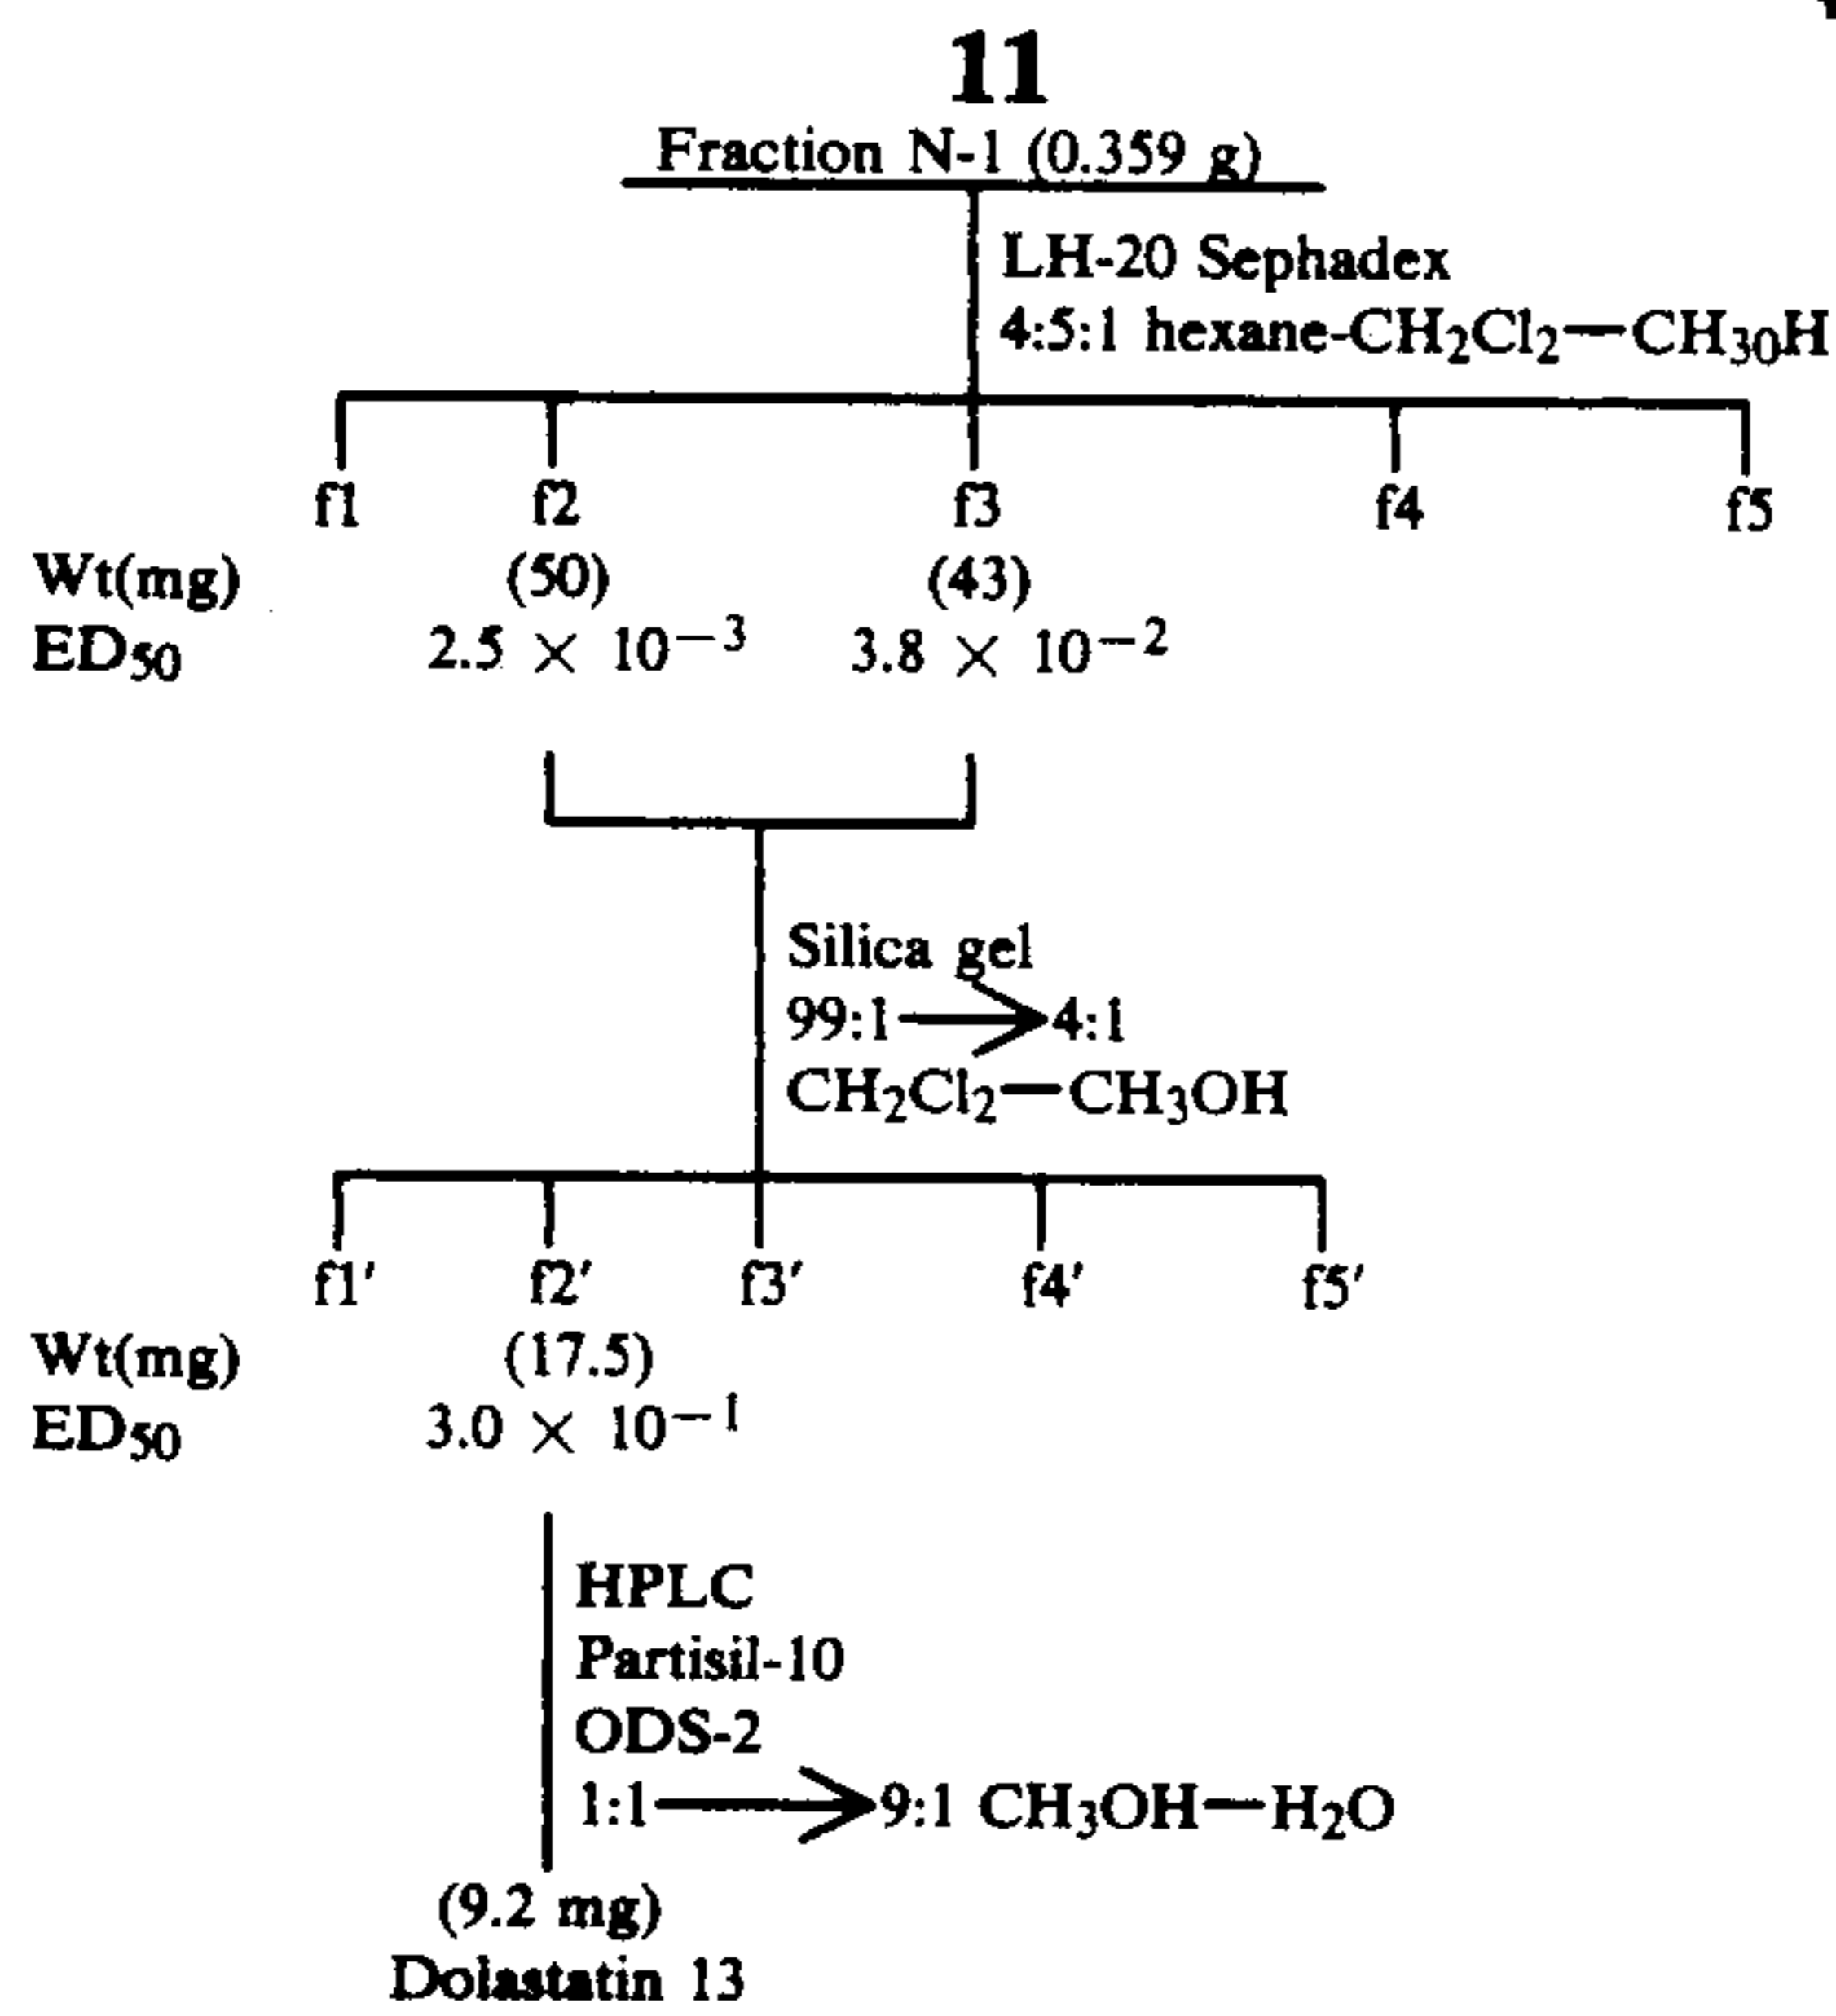 11
Fraction N-1 (0.359 g)
LH-20 Sephadex
4:5:1 hexane-CH₂Cl₂—CH₃₀H
f1 f2 f3 f4 f5
Wt(mg) (50) (43)
ED₅₀ 2.5 × 10⁻³ 3.8 × 10⁻²
Silica gel
99:1→4:1
CH₂Cl₂—CH₃OH
f1' f2' f3' f4' f5'
Wt(mg) (17.5)
ED₅₀ 3.0 × 10⁻¹
HPLC
Partisil-10
ODS-2
1:1→9:1 CH₃OH—H₂O
(9.2 mg)
Dolastatin 13